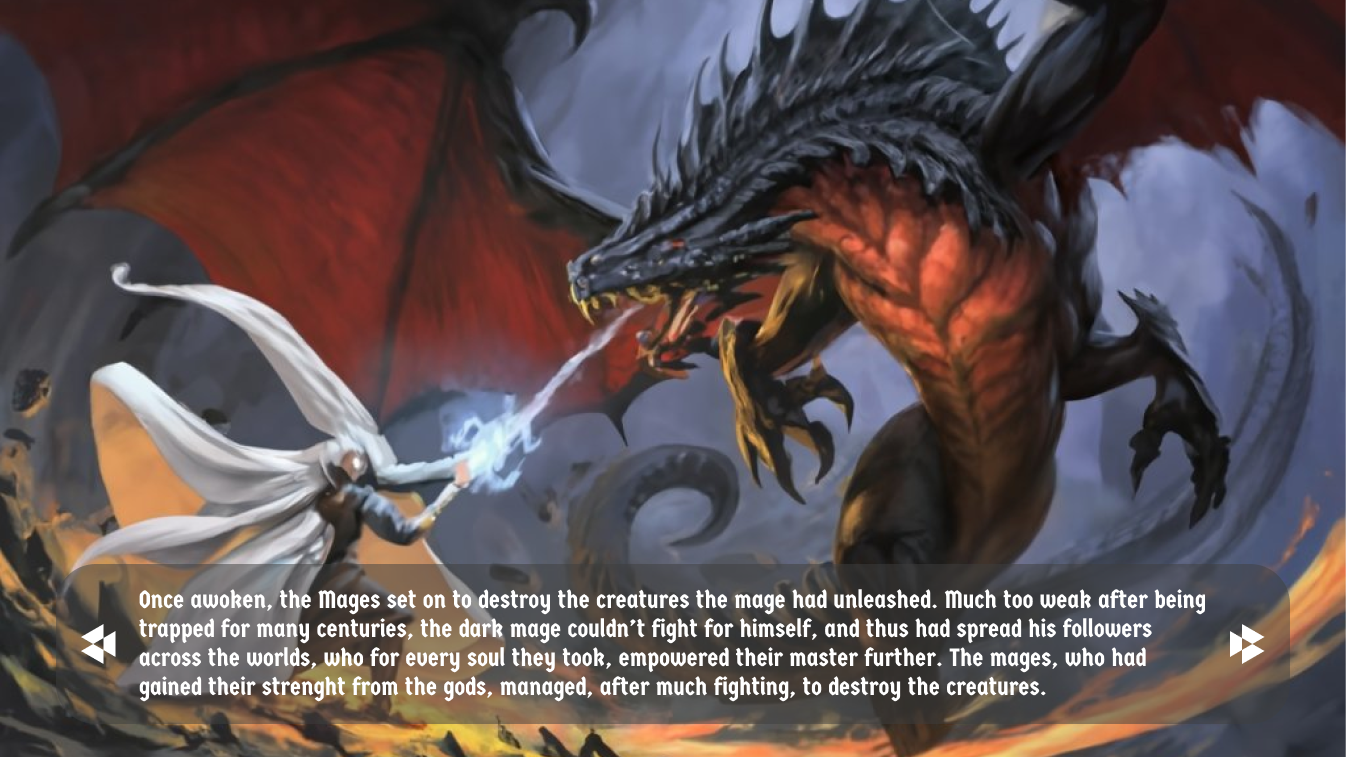 Once awoken, the Mages set on to destroy the creatures the mage had unleashed. Much too weak after being
trapped for many centuries, the dark mage couldn't fight for himself, and thus had spread his followers
across the worlds, who for every soul they took, empowered their master further. The mages, who had
gained their strenght from the gods, managed, after much fighting, to destroy the creatures.